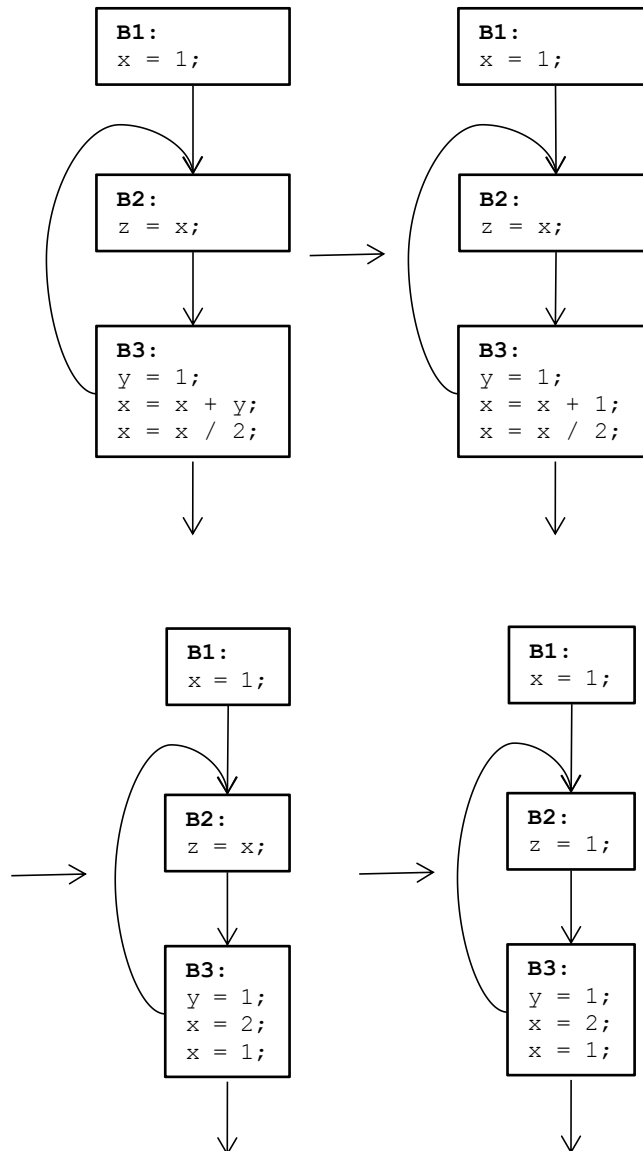 B1:
x = 1;
B2:
z = x;
B3:
y = 1;
x = x + y;
x = x / 2;
B1:
x = 1;
B2:
z = x;
B3:
y = 1;
x = x + 1;
x = x / 2;
B1:
x = 1;
B2:
z = x;
B3:
y = 1;
x = 2;
x = 1;
B1:
x = 1;
B2:
z = 1;
B3:
y = 1;
x = 2;
x = 1;